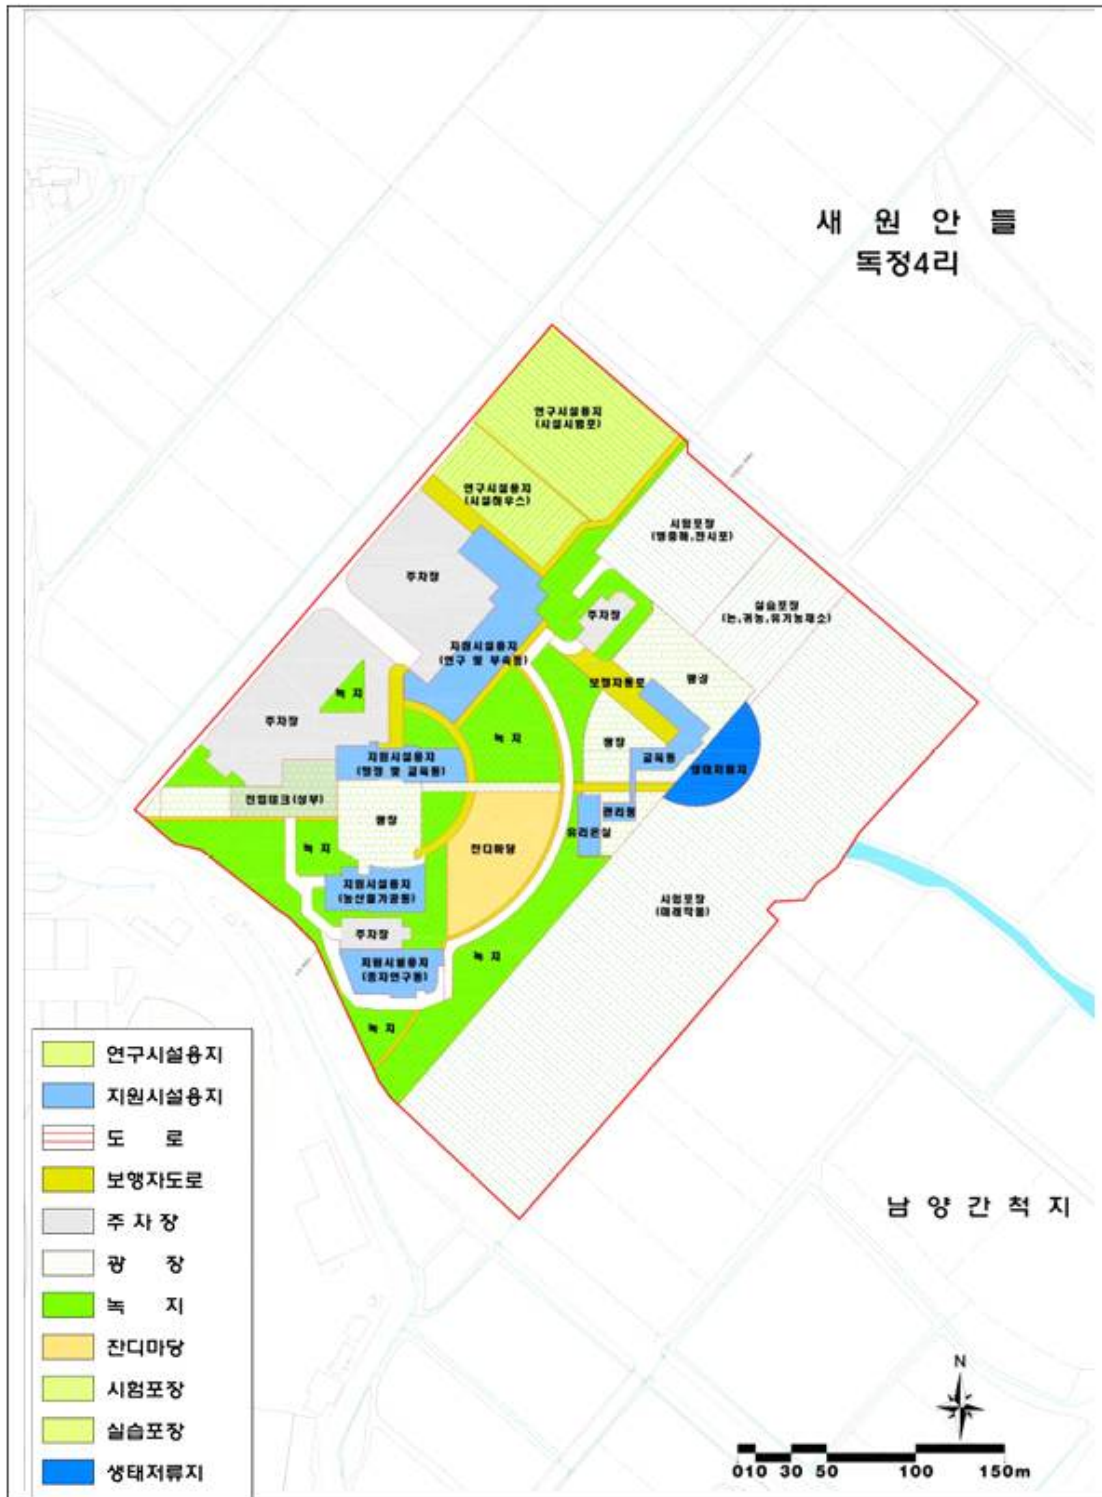 새 원 안 들
독정4리
연구시설용지
(시설시범포)
연구시설용지
(시설하우스)
시험포장
(병충해,전시포)
주차장
실습포장
(논,귀농,유기농채소)
주차장
지원시설용지
(연구 및 부속동)
보행자통로
광장
녹 지
주차장
녹 지
광장
지원시설용지
(행정 및 교육동)
교육동
생태저류지
전업데크(상부)
광장
관리동
유리온실
녹 지
잔디마당
지원시설용지
(농산물가공동)
시험포장
(미래작물)
주차장
녹 지
지원시설용지
(종자연구동)
녹 지
연구시설용지
지원시설용지
도 로
보행자도로
주 차 장
광 장
녹 지
잔디마당
시험포장
실습포장
생태저류지
남 양 간 척 지
N
0 10 30 50 100 150m